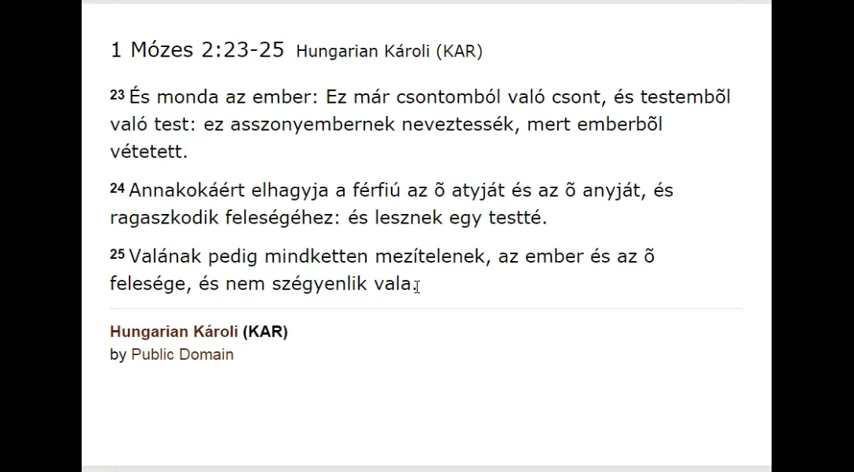 1 Mózes 2:23-25 Hungarian Károli (KAR)
23 És monda az ember: Ez már csontomból való csont, és testembõl
való test: ez asszonyembernek neveztessék, mert emberbõl
vétetett.
24 Annakokáért elhagyja a férfiú az õ atyját és az õ anyját, és
ragaszkodik feleségéhez: és lesznek egy testté.
25 Valának pedig mindketten mezítelenek, az ember és az õ
felesége, és nem szégyenlik vala.
Hungarian Károli (KAR)
by Public Domain